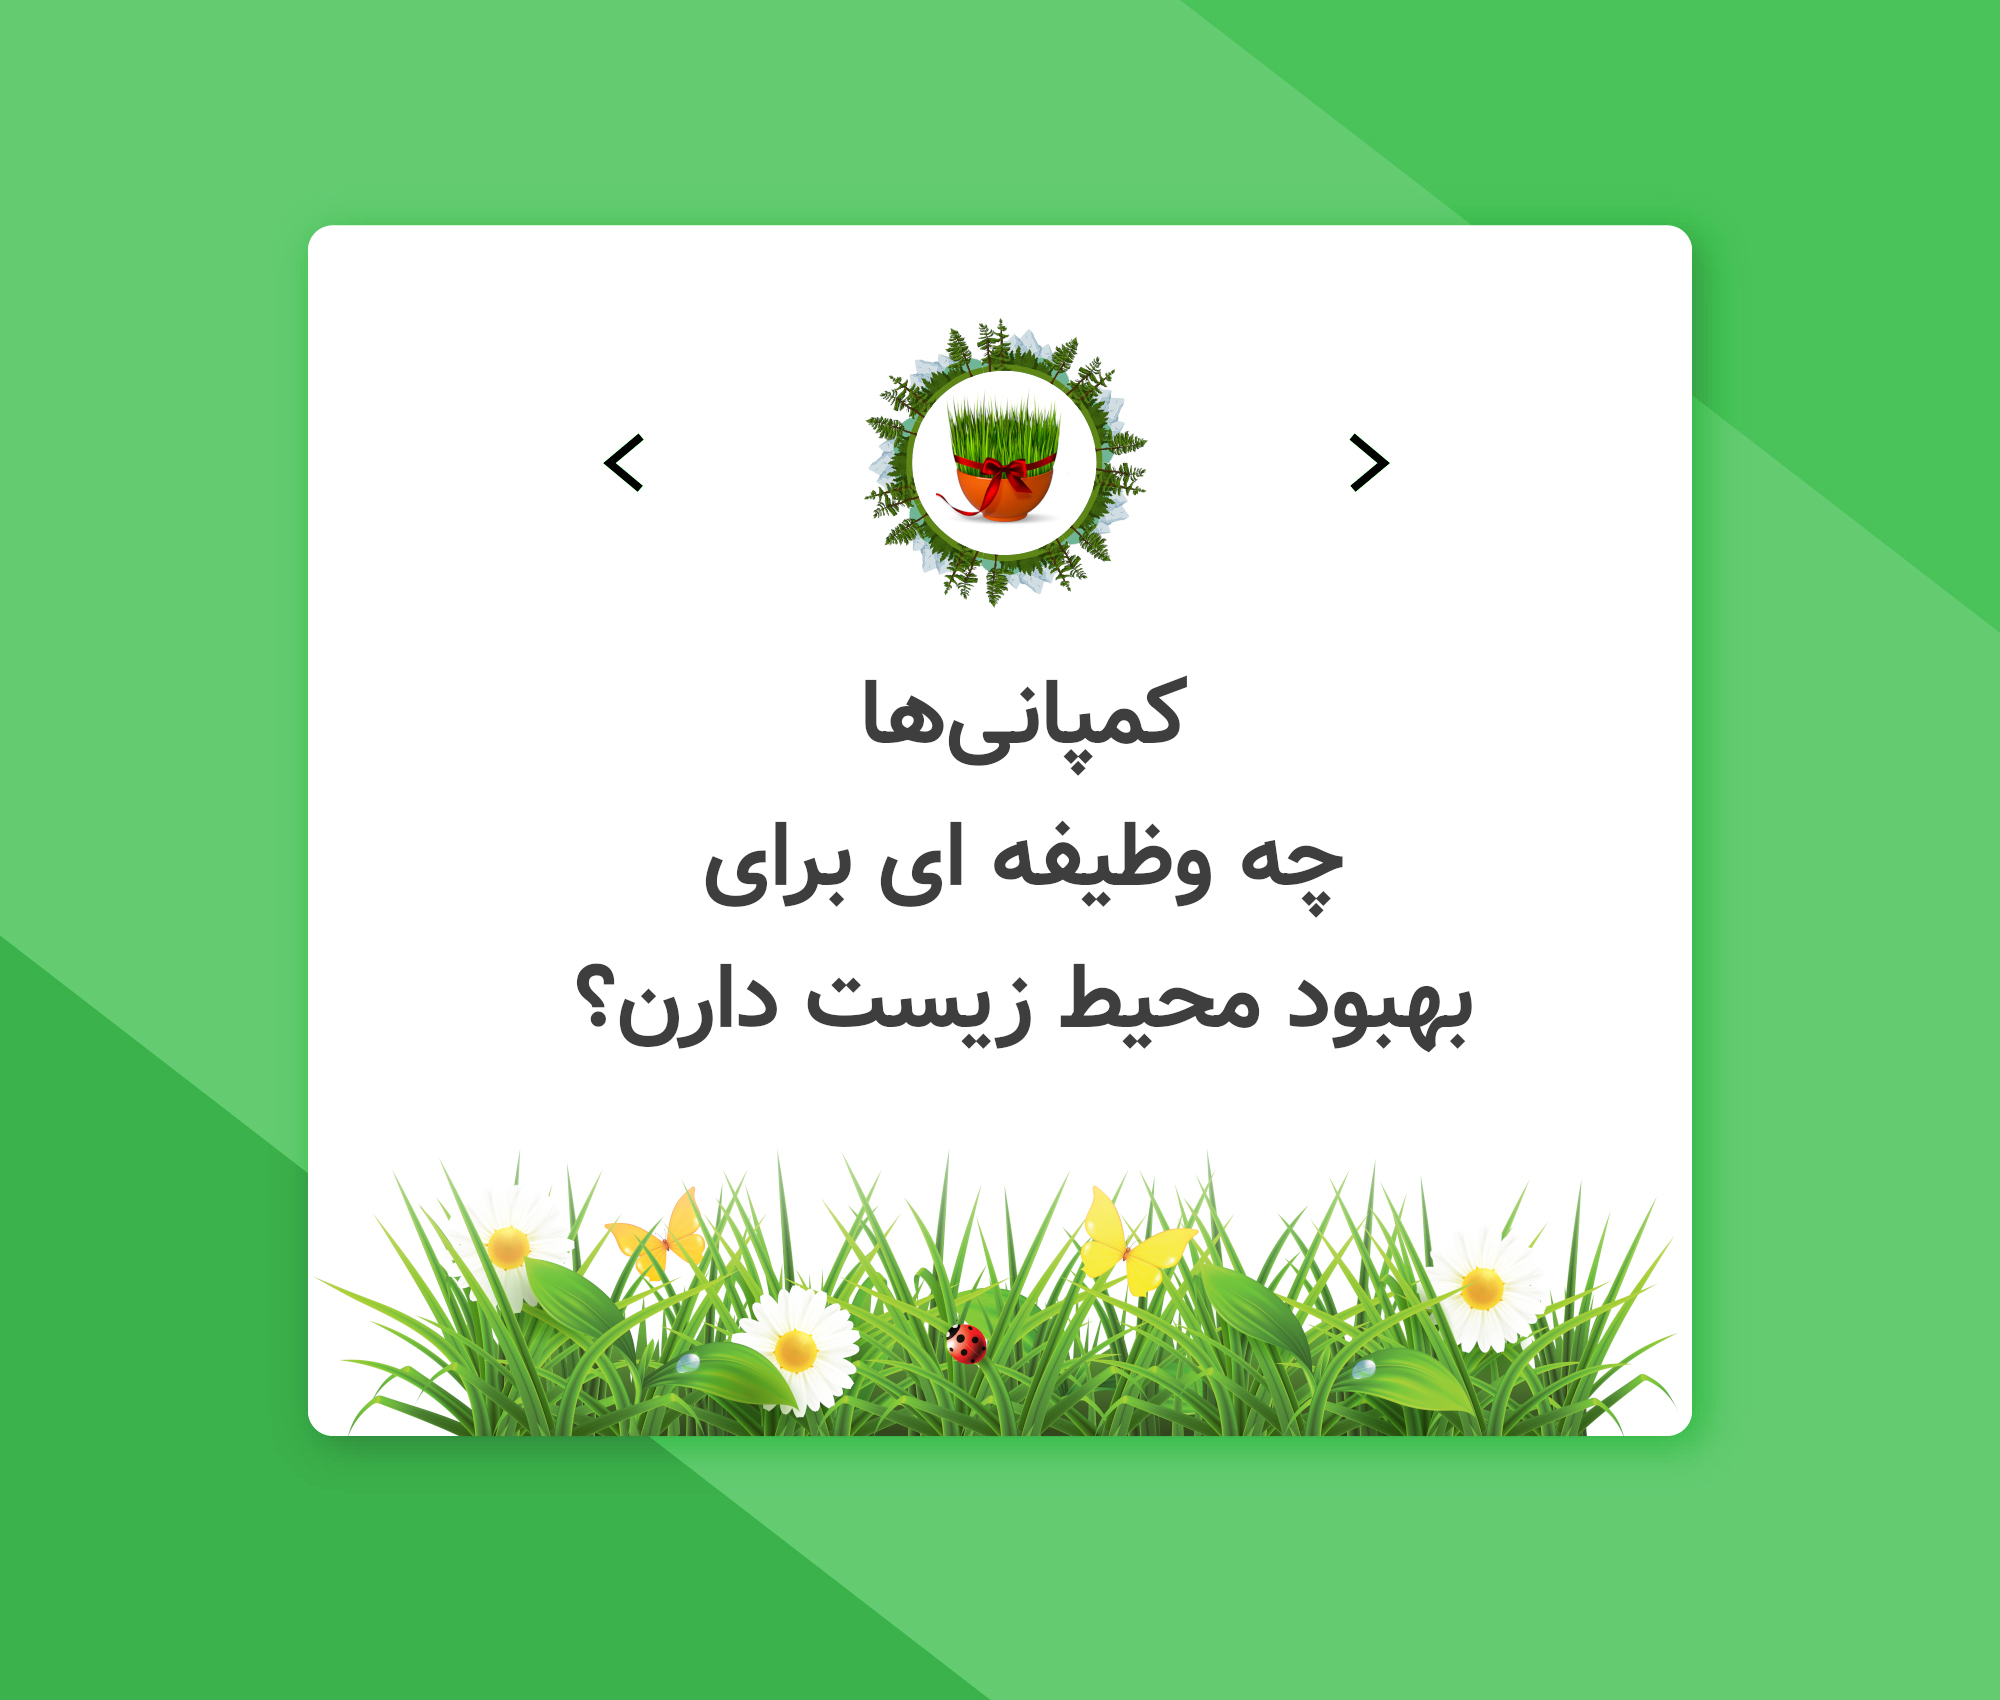 کمپانی‌ها
چه وظیفه ای برای
بهبود محیط زیست دارن؟